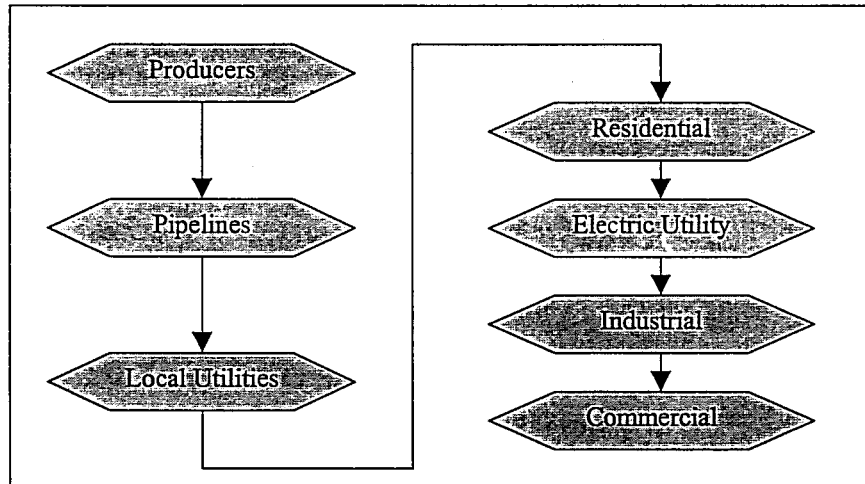 Producers
Pipelines
Local Utilities
Residential
Electric Utility
Industrial
Commercial